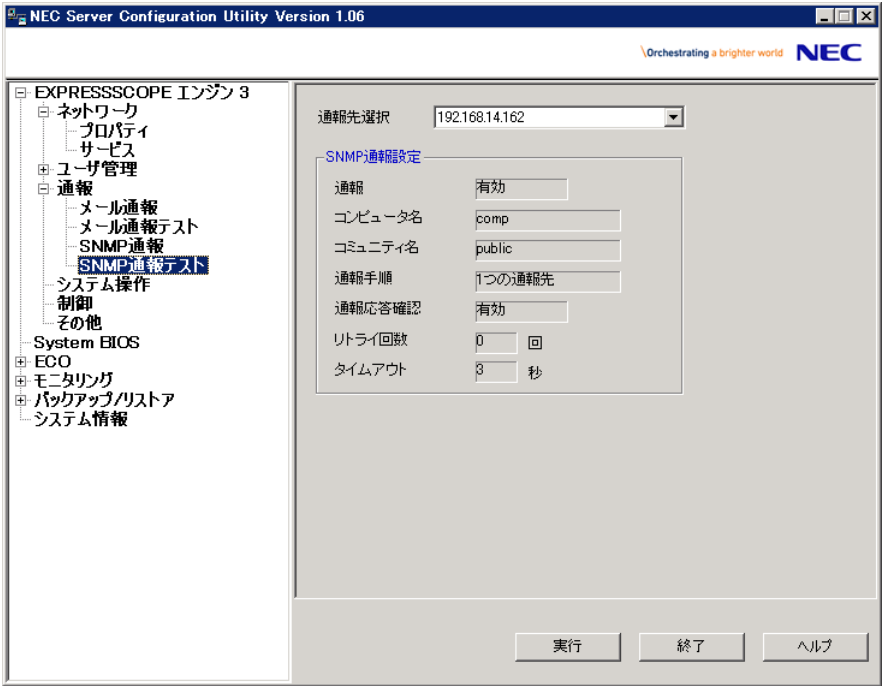 NEC Server Configuration Utility Version 1.06
\Orchestrating a brighter world NEC
EXPRESSSCOPE エンジン 3
ネットワーク
プロパティ
サービス
ユーザ管理
通報
メール通報
メール通報テスト
SNMP通報
SNMP通報テスト
システム操作
制御
その他
System BIOS
ECO
モニタリング
バックアップ/リストア
システム情報
通報先選択 192.168.14.162
SNMP通報設定
通報 有効
コンピュータ名 comp
コミュニティ名 public
通報手順 1つの通報先
通報応答確認 有効
リトライ回数 0 回
タイムアウト 3 秒
実行 終了 ヘルプ